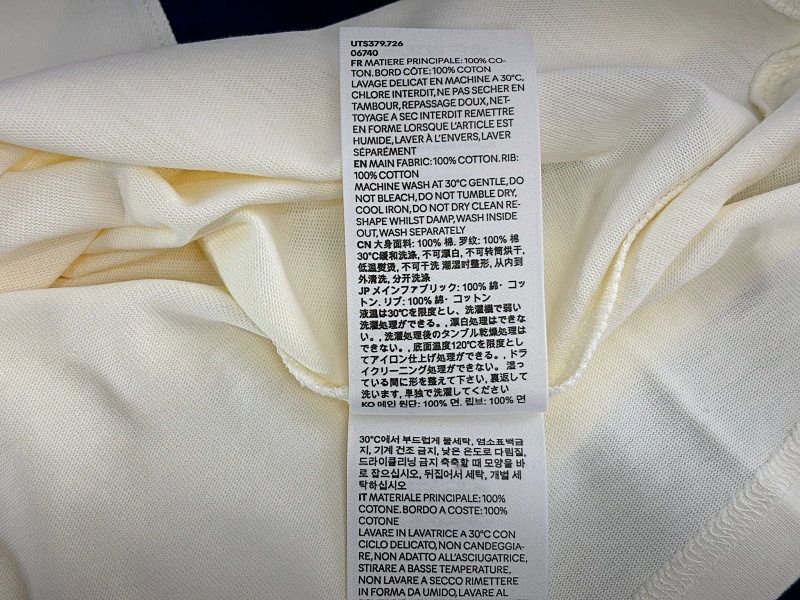 UTS379.726
06740
FR MATIERE PRINCIPALE: 100% CO-
TON. BORD CÔTE: 100% COTON
LAVAGE DELICAT EN MACHINE A 30°C,
CHLORE INTERDIT, NE PAS SECHER EN
TAMBOUR, REPASSAGE DOUX, NET-
TOYAGE A SEC INTERDIT REMETTRE
EN FORME LORSQUE L'ARTICLE EST
HUMIDE, LAVER À L'ENVERS, LAVER
SÉPARÉMENT
EN MAIN FABRIC: 100% COTTON. RIB:
100% COTTON
MACHINE WASH AT 30°C GENTLE, DO
NOT BLEACH, DO NOT TUMBLE DRY,
COOL IRON, DO NOT DRY CLEAN RE-
SHAPE WHILST DAMP, WASH INSIDE
OUT, WASH SEPARATELY
CN 大身面料: 100% 棉. 罗纹: 100% 棉
30°C缓和洗涤, 不可漂白, 不可转筒烘干,
低温熨烫, 不可干洗 潮湿时整形, 从内到
外清洗, 分开洗涤
JP メインファブリック: 100% 綿・コッ
トン. リブ: 100% 綿・コットン
液温は30℃を限度とし、洗濯機で弱い
洗濯処理ができる。, 漂白処理はできな
い。, 洗濯処理後のタンブル乾燥処理は
できない。, 底面温度120℃を限度とし
てアイロン仕上げ処理ができる。, ドラ
イクリーニング処理ができない。 湿っ
ている間に形を整えて下さい, 裏返して
洗います, 単独で洗濯してください
KO 메인 원단: 100% 면. 립브: 100% 면
30°C에서 부드럽게 물세탁, 염소표백금
지, 기계 건조 금지, 낮은 온도로 다림질,
드라이클리닝 금지 축축할 때 모양을 바
로 잡으십시오, 뒤집어서 세탁, 개별 세
탁하십시오
IT MATERIALE PRINCIPALE: 100%
COTONE. BORDO A COSTE: 100%
COTONE
LAVARE IN LAVATRICE A 30°C CON
CICLO DELICATO, NON CANDEGGIA-
RE, NON ADATTO ALL'ASCIUGATRICE,
STIRARE A BASSE TEMPERATURE,
NON LAVARE A SECCO RIMETTERE
IN FORMA DA UMIDO, LAVARE AL